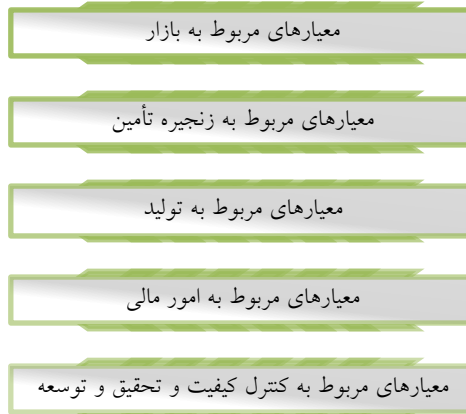 معیارهای مربوط به بازار
معیارهای مربوط به زنجیره تأمین
معیارهای مربوط به تولید
معیارهای مربوط به امور مالی
معیارهای مربوط به کنترل کیفیت و تحقیق و توسعه